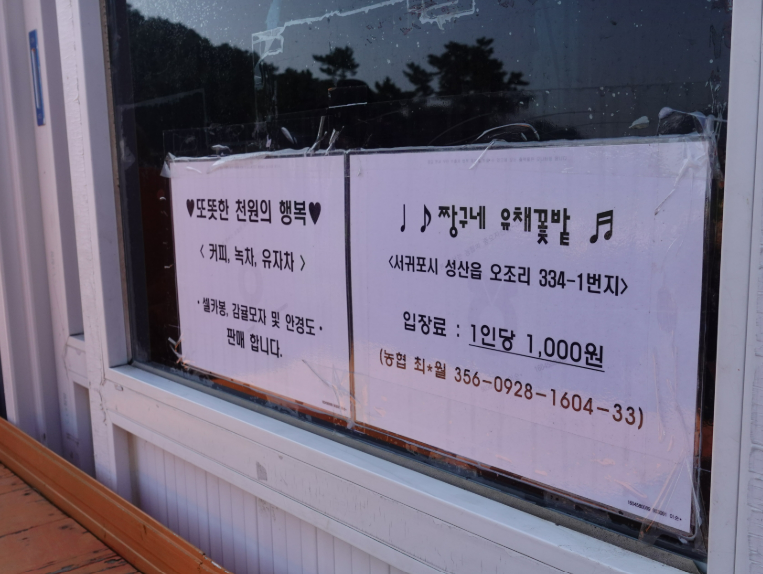 ♥또뜻한 천원의 행복♥
< 커피, 녹차, 유자차 >
· 셀카봉, 감귤모자 및 안경도 ·
판매 합니다.
♩ ♪ 짱구네 유채꽃밭 ♬
<서귀포시 성산읍 오조리 334-1번지>
입장료 : 1인당 1,000원
(농협 최*월 356-0928-1604-33)